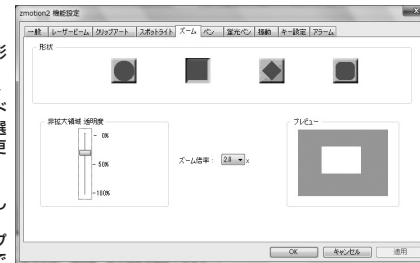 zmotion2 機能設定
一般 レーザービーム クリップアート スポットライト ズーム ペン 蛍光ペン 振動 キー設定 アラーム
形状
非拡大領域 透明度
0%
50%
100%
ズーム倍率： 2.0 x
プレビュー
OK キャンセル 適用
形
選
更